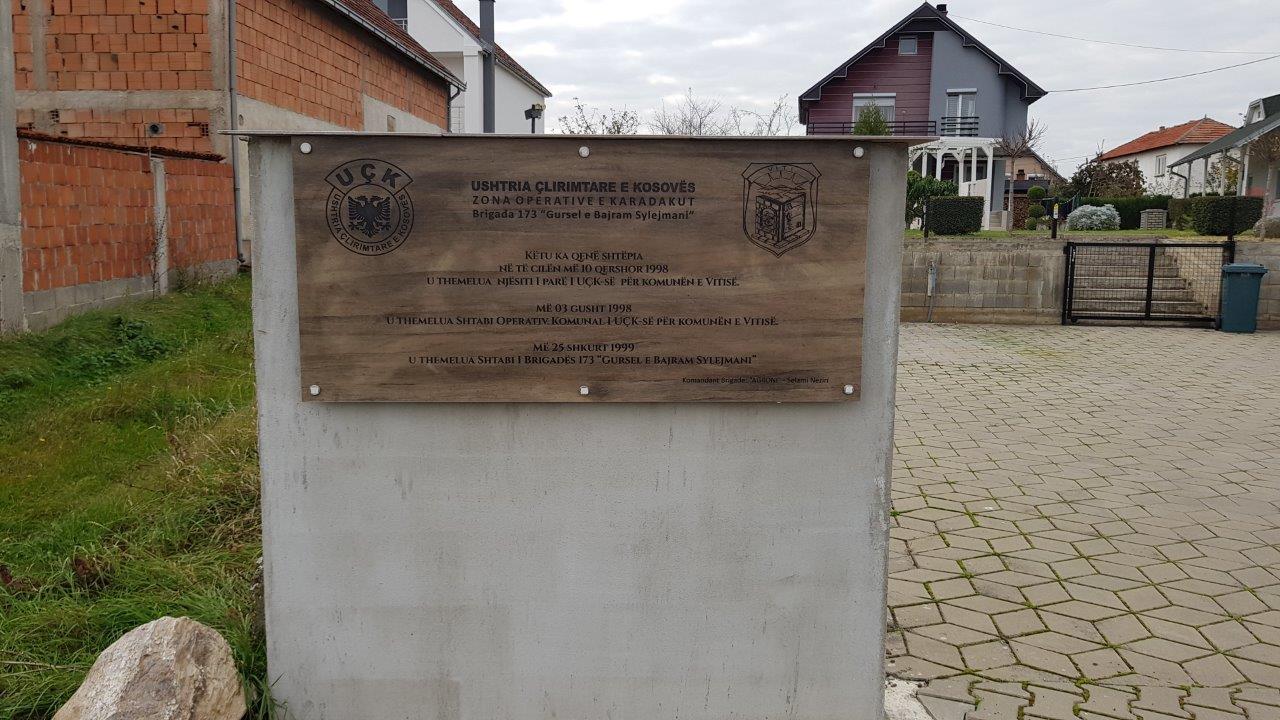 UÇK
USHTRIA ÇLIRIMTARE E KOSOVËS
USHTRIA ÇLIRIMTARE E KOSOVËS
ZONA OPERATIVE E KARADAKUT
Brigada 173 “Gursel e Bajram Sylejmani”
Këtu ka qenë shtëpia
në të cilën më 10 qershor 1998
u themelua njësiti i parë i UÇK-së për komunën e Vitisë.
Më 03 gusht 1998
u themelua Shtabi Operativ Komunal i UÇK-së për komunën e Vitisë.
Më 25 shkurt 1999
u themelua Shtabi i Brigadës 173 “Gursel e Bajram Sylejmani”
Komandant Brigade: "AGRONI" - Selami Neziri